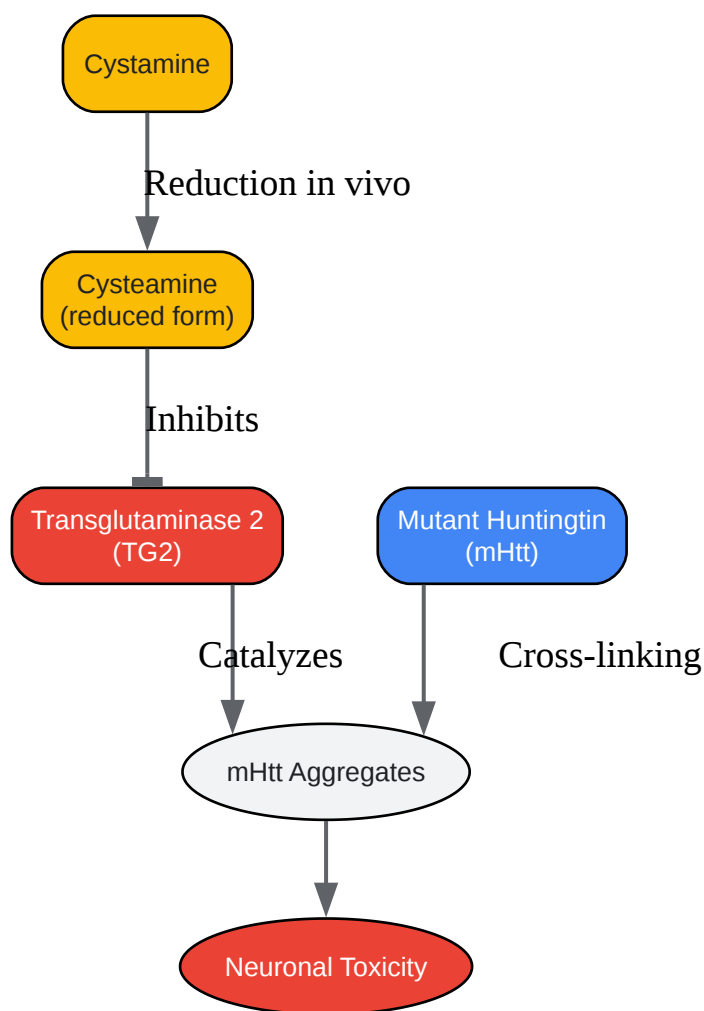 Cystamine
Reduction in vivo
Cysteamine
(reduced form)
Inhibits
Transglutaminase 2
(TG2)
Mutant Huntingtin
(mHtt)
Catalyzes
Cross-linking
mHtt Aggregates
Neuronal Toxicity